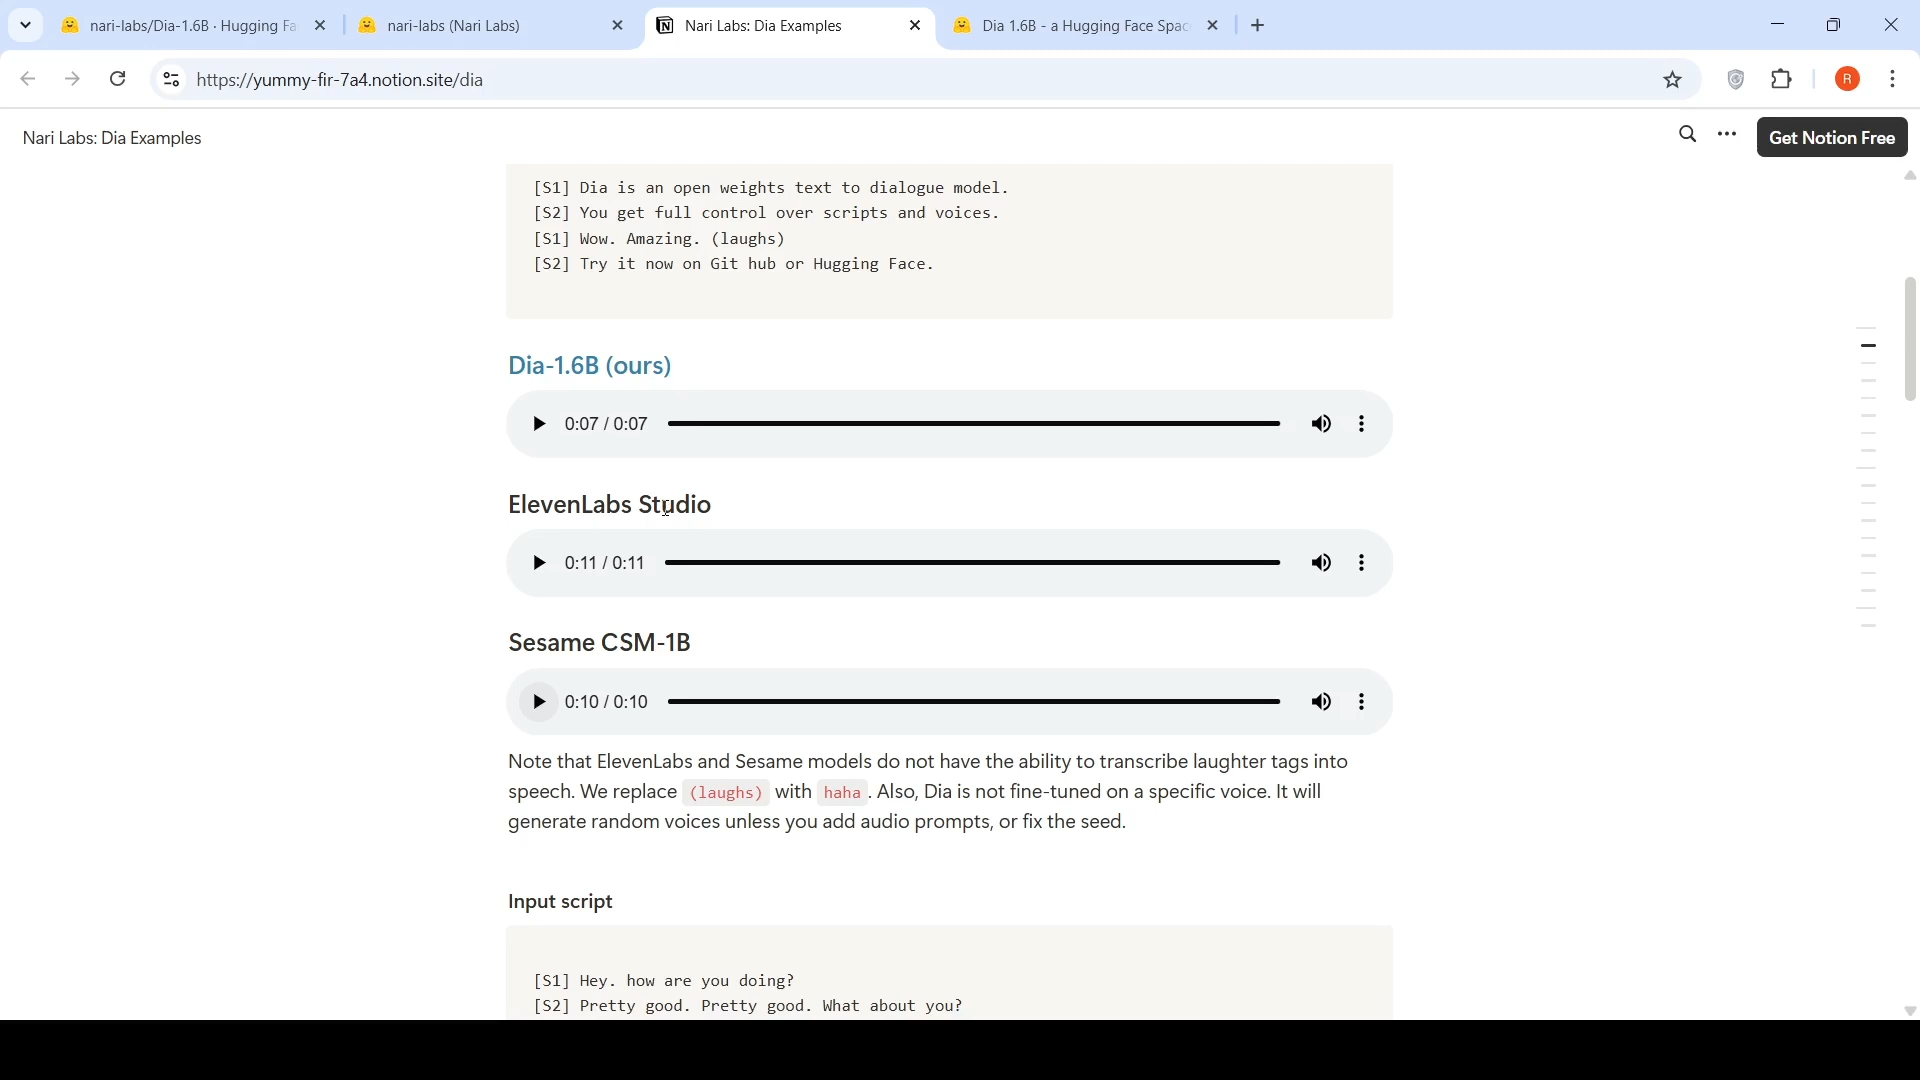 nari-labs/Dia-1.6B · Hugging Fa
nari-labs (Nari Labs)
Nari Labs: Dia Examples
Dia 1.6B - a Hugging Face Spac
https://yummy-fir-7a4.notion.site/dia
R
Nari Labs: Dia Examples
Get Notion Free
[S1] Dia is an open weights text to dialogue model.
[S2] You get full control over scripts and voices.
[S1] Wow. Amazing. (laughs)
[S2] Try it now on Git hub or Hugging Face.
Dia-1.6B (ours)
0:07 / 0:07
ElevenLabs Studio
0:11 / 0:11
Sesame CSM-1B
0:10 / 0:10
Note that ElevenLabs and Sesame models do not have the ability to transcribe laughter tags into
speech. We replace (laughs) with haha. Also, Dia is not fine-tuned on a specific voice. It will
generate random voices unless you add audio prompts, or fix the seed.
Input script
[S1] Hey. how are you doing?
[S2] Pretty good. Pretty good. What about you?